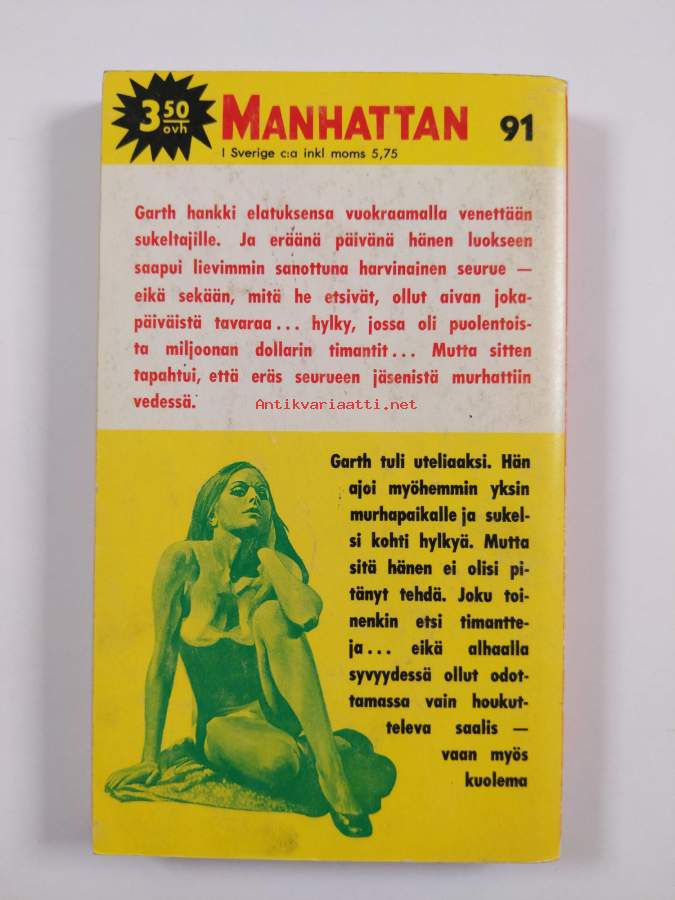 3 50
ovh
MANHATTAN 91
I Sverige c:a inkl moms 5,75
Garth hankki elatuksensa vuokraamalla venettään
sukeltajille. Ja eräänä päivänä hänen luokseen
saapui lievimmin sanottuna harvinainen seurue —
eikä sekään, mitä he etsivät, ollut aivan joka-
päiväistä tavaraa... hylky, jossa oli puolentois-
ta miljoonan dollarin timantit... Mutta sitten
tapahtui, että eräs seurueen jäsenistä murhattiin
vedessä.
Antikvariaatti.net
Garth tuli uteliaaksi. Hän
ajoi myöhemmin yksin
murhapaikalle ja sukel-
si kohti hylkyä. Mutta
sitä hänen ei olisi pi-
tänyt tehdä. Joku toi-
nenkin etsi timantte-
ja... eikä alhaalla
syvyydessä ollut odot-
tamassa vain houkut-
televa saalis —
vaan myös
kuolema